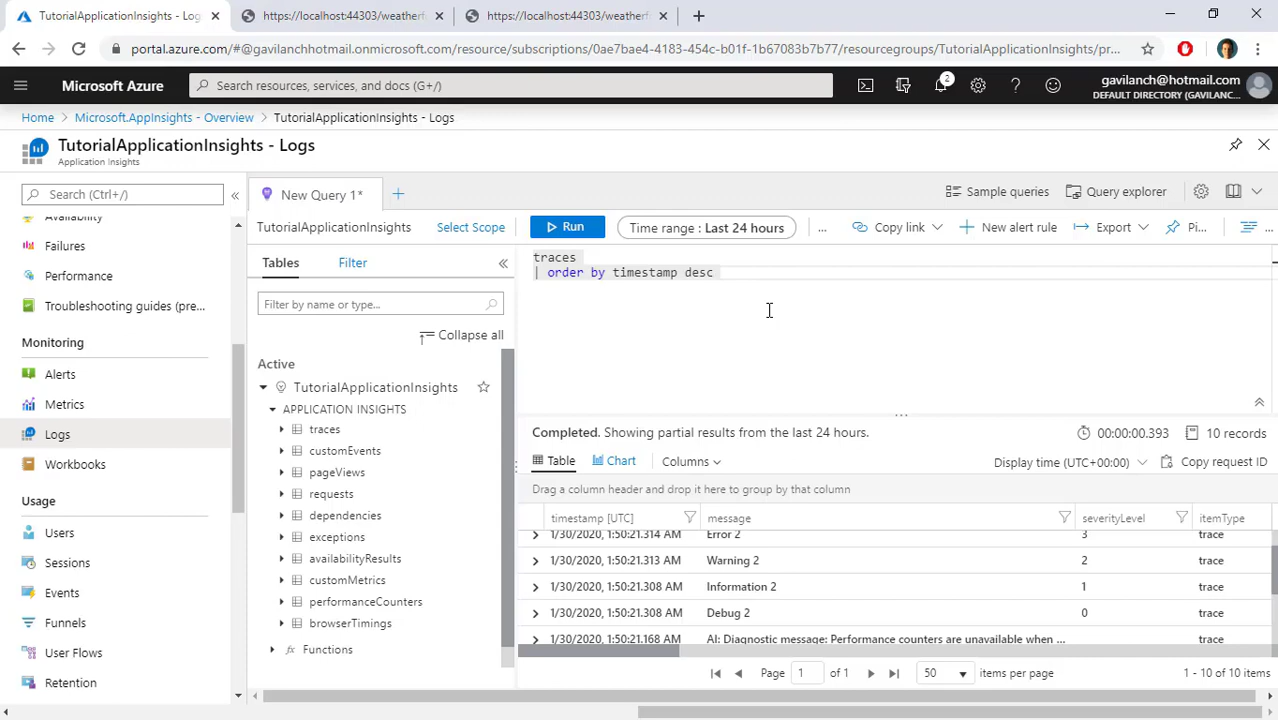 TutorialApplicationInsights - Log
https://localhost:44303/weatherf
https://localhost:44303/weatherf
portal.azure.com/#@gavilanchhotmail.onmicrosoft.com/resource/subscriptions/0ae7bae4-4183-454c-b01f-1b67083b7b77/resourcegroups/TutorialApplicationInsights/pr...
Microsoft Azure
Search resources, services, and docs (G+/)
2
gavilanch@hotmail.com
DEFAULT DIRECTORY (GAVILANC...
Home
Microsoft.AppInsights - Overview
TutorialApplicationInsights - Logs
TutorialApplicationInsights - Logs
Application Insights
Search (Ctrl+/)
Availability
Failures
Performance
Troubleshooting guides (pre...
Monitoring
Alerts
Metrics
Logs
Workbooks
Usage
Users
Sessions
Events
Funnels
User Flows
Retention
New Query 1*
Sample queries
Query explorer
TutorialApplicationInsights
Select Scope
Run
Time range : Last 24 hours
...
Copy link
New alert rule
Export
Pi...
Tables
Filter
Filter by name or type...
Collapse all
Active
TutorialApplicationInsights
APPLICATION INSIGHTS
traces
customEvents
pageViews
requests
dependencies
exceptions
availabilityResults
customMetrics
performanceCounters
browserTimings
fx Functions
traces
| order by timestamp desc
Completed. Showing partial results from the last 24 hours.
00:00:00.393
10 records
Table
Chart
Columns
Display time (UTC+00:00)
Copy request ID
Drag a column header and drop it here to group by that column
timestamp [UTC]
message
severityLevel
itemType
1/30/2020, 1:50:21.314 AM
Error 2
3
trace
1/30/2020, 1:50:21.313 AM
Warning 2
2
trace
1/30/2020, 1:50:21.308 AM
Information 2
1
trace
1/30/2020, 1:50:21.308 AM
Debug 2
0
trace
1/30/2020, 1:50:21.168 AM
AI: Diagnostic message: Performance counters are unavailable when ...
trace
Page 1 of 1
50 items per page
1 - 10 of 10 items